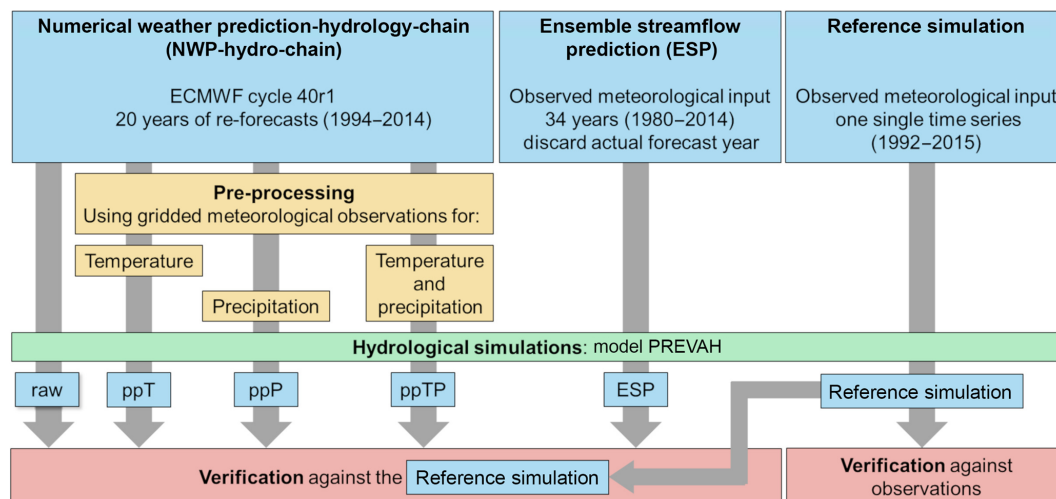 Numerical weather prediction-hydrology-chain
(NWP-hydro-chain)
ECMWF cycle 40r1
20 years of re-forecasts (1994–2014)
Ensemble streamflow
prediction (ESP)
Observed meteorological input
34 years (1980–2014)
discard actual forecast year
Reference simulation
Observed meteorological input
one single time series
(1992–2015)
Pre-processing
Using gridded meteorological observations for:
Temperature
Precipitation
Temperature
and
precipitation
Hydrological simulations: model PREVAH
raw
ppT
ppP
ppTP
ESP
Reference simulation
Verification against the Reference simulation
Verification against
observations